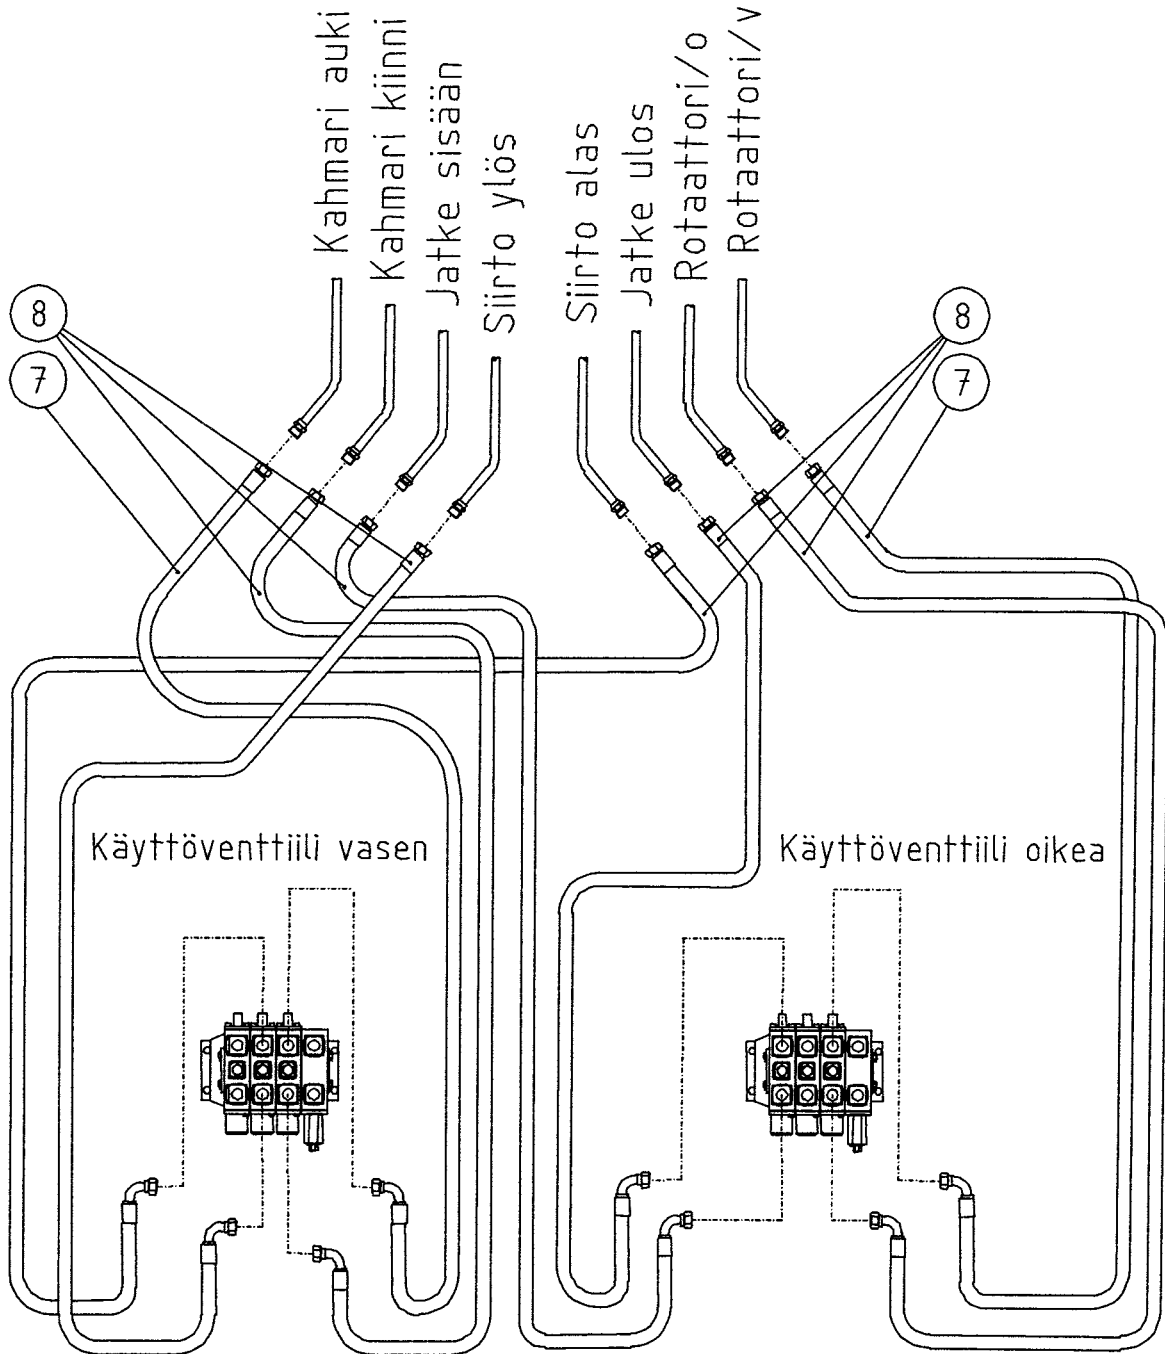 Kahmari auki
Kahmari kiinni
Jatke sisään
Siirto ylös
Siirto alas
Jatke ulos
Rotaattori/o
Rotaattori/v
8
7
8
7
Käyttöventtiili vasen
Käyttöventtiili oikea